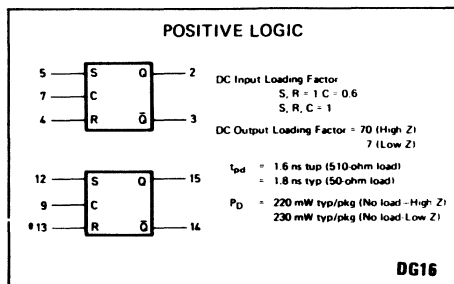 POSITIVE LOGIC
5 S Q 2
7 C
4 R Q̄ 3
12 S Q 15
9 C
13 R Q̄ 14
DC Input Loading Factor
S, R = 1 C = 0.6
S, R, C = 1
DC Output Loading Factor = 70 (High Z)
7 (Low Z)
tpd = 1.6 ns tup (510-ohm load)
= 1.8 ns typ (50-ohm load)
PD = 220 mW typ/pkg (No load-High Z)
230 mW typ/pkg (No load-Low Z)
DG16